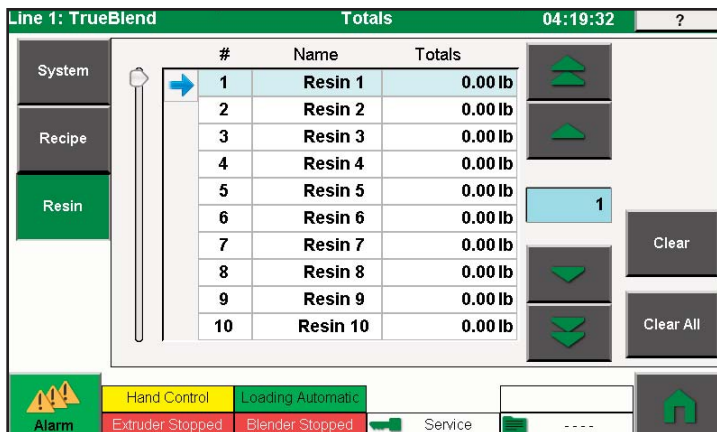 Line 1: TrueBlend Totals 04:19:32 ?
System
Recipe
Resin
# Name Totals
1 Resin 1 0.00 lb
2 Resin 2 0.00 lb
3 Resin 3 0.00 lb
4 Resin 4 0.00 lb
5 Resin 5 0.00 lb
6 Resin 6 0.00 lb
7 Resin 7 0.00 lb
8 Resin 8 0.00 lb
9 Resin 9 0.00 lb
10 Resin 10 0.00 lb
1
Clear
Clear All
Alarm
Hand Control Loading Automatic
Extruder Stopped Blender Stopped Service - - - -